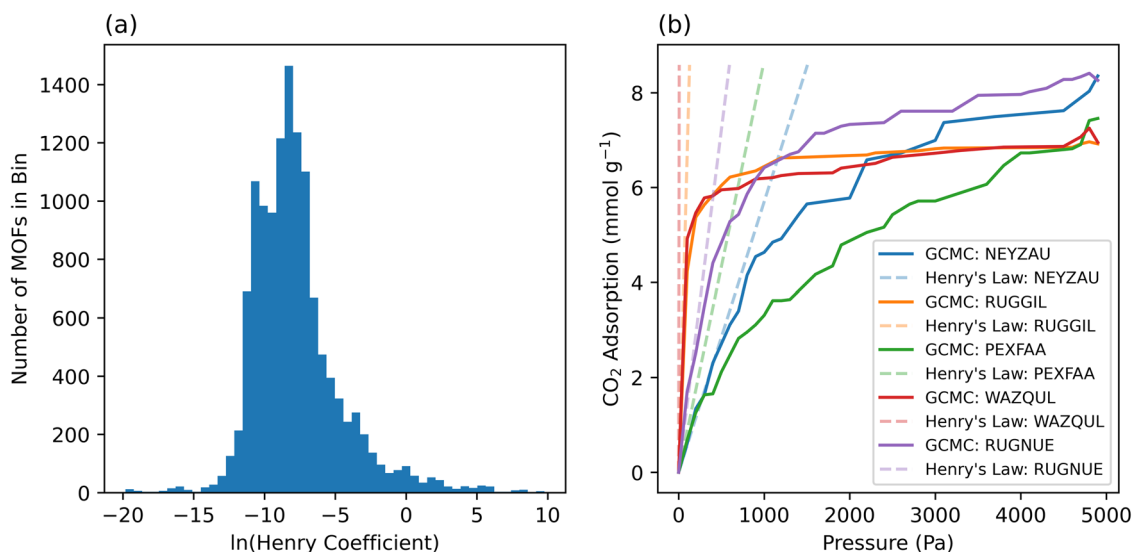 (a)
Number of MOFs in Bin
1400
1200
1000
800
600
400
200
0
−20 −15 −10 −5 0 5 10
ln(Henry Coefficient)
(b)
CO₂ Adsorption (mmol g⁻¹)
8
6
4
2
0
0 1000 2000 3000 4000 5000
Pressure (Pa)
GCMC: NEYZAU
Henry's Law: NEYZAU
GCMC: RUGGIL
Henry's Law: RUGGIL
GCMC: PEXFAA
Henry's Law: PEXFAA
GCMC: WAZQUL
Henry's Law: WAZQUL
GCMC: RUGNUE
Henry's Law: RUGNUE